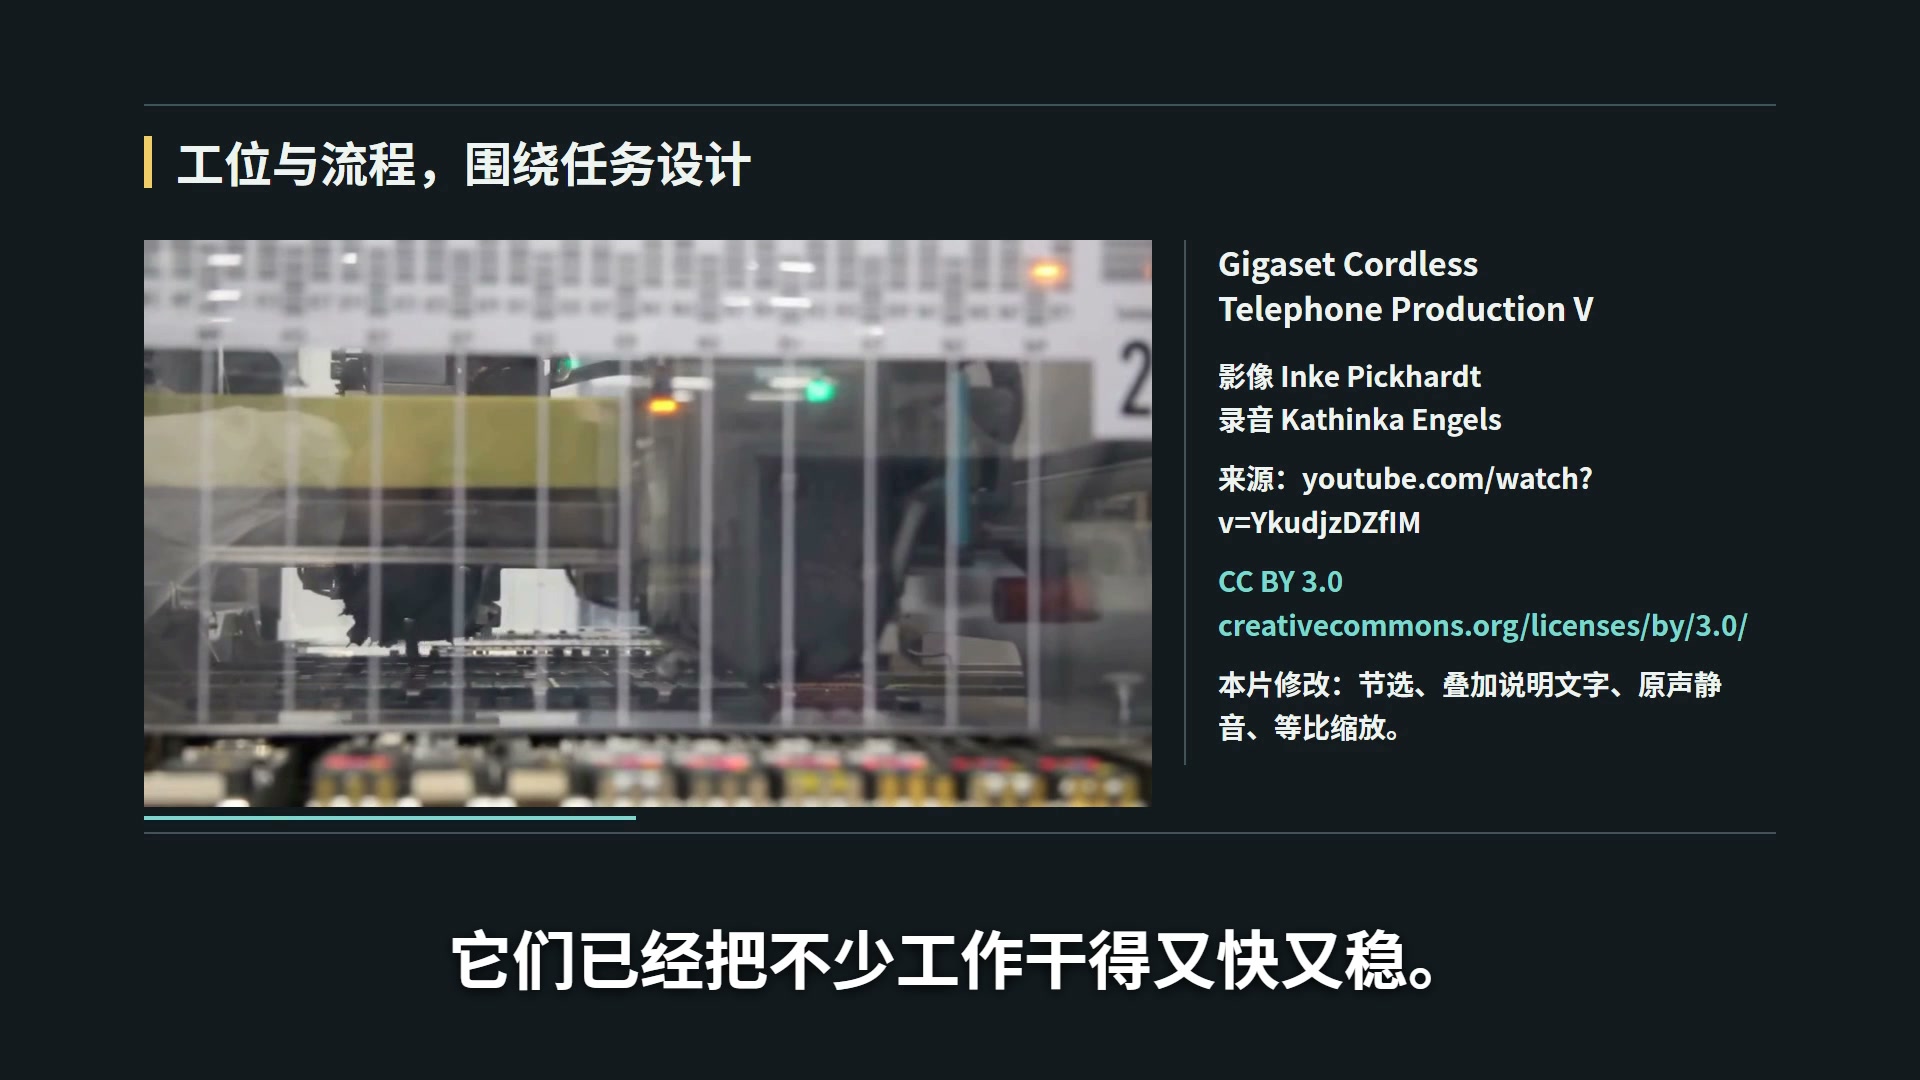 工位与流程，围绕任务设计
2
Gigaset Cordless
Telephone Production V
影像 Inke Pickhardt
录音 Kathinka Engels
来源：youtube.com/watch?
v=YkudjzDZfIM
CC BY 3.0
creativecommons.org/licenses/by/3.0/
本片修改：节选、叠加说明文字、原声静
音、等比缩放。
它们已经把不少工作干得又快又稳。